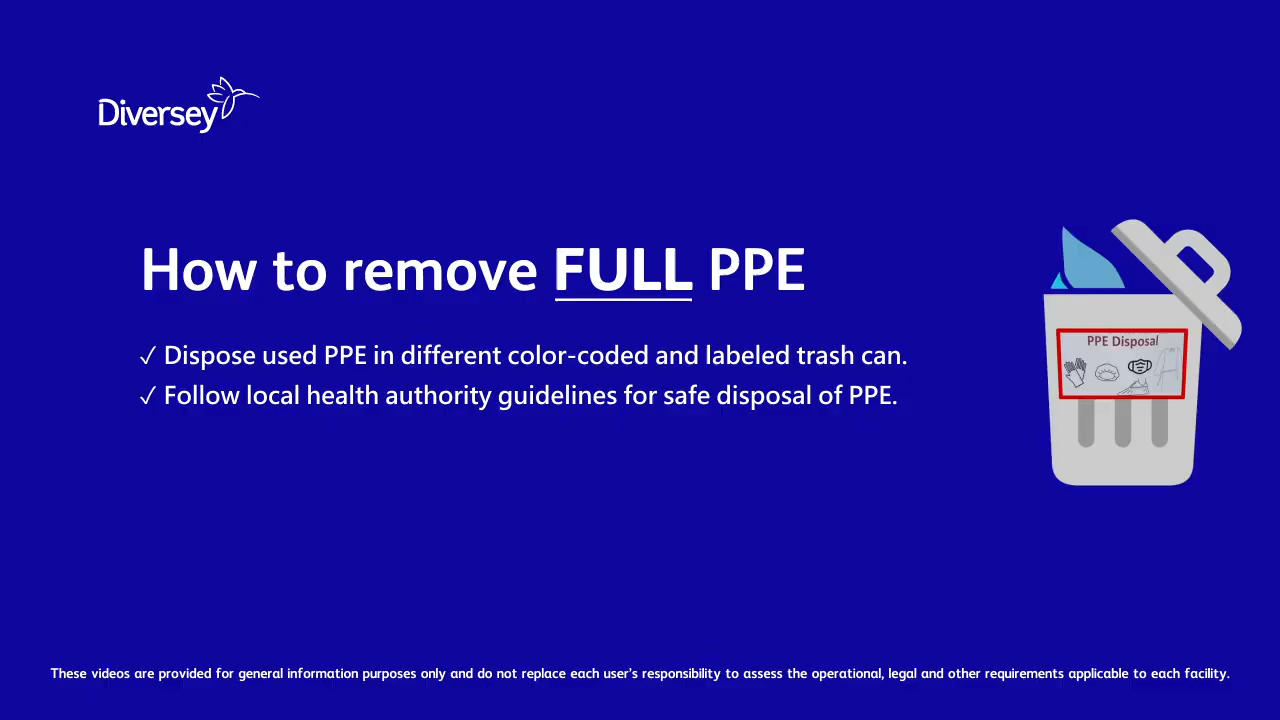 Diversey
How to remove FULL PPE
✓ Dispose used PPE in different color-coded and labeled trash can.
✓ Follow local health authority guidelines for safe disposal of PPE.
PPE Disposal
These videos are provided for general information purposes only and do not replace each user's responsibility to assess the operational, legal and other requirements applicable to each facility.